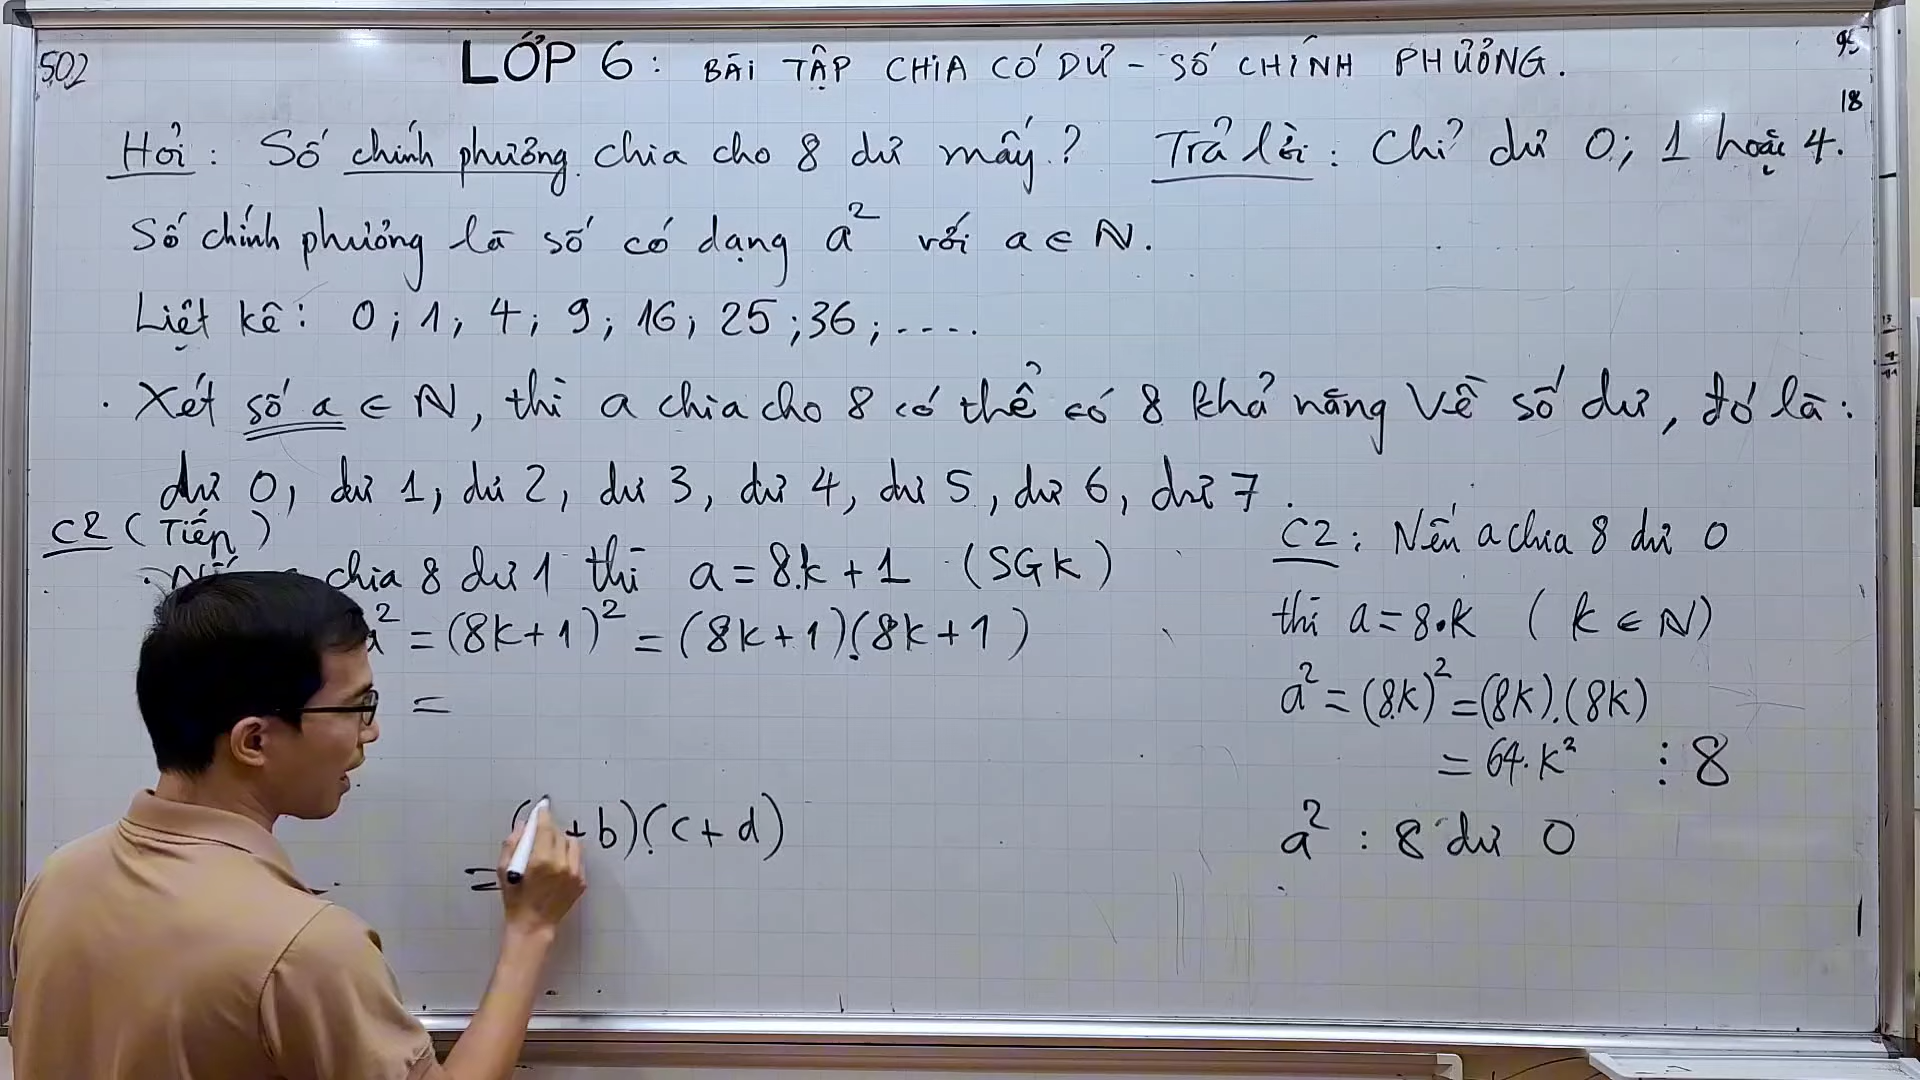 502
LỚP 6 : BÀI TẬP CHIA CÓ DƯ – SỐ CHÍNH PHƯƠNG.
95
18
Hỏi : Số chính phương chia cho 8 dư mấy ? Trả lời : Chỉ dư 0; 1 hoặc 4.
Số chính phương là số có dạng a² với a ∈ N.
Liệt kê : 0 ; 1 ; 4 ; 9 ; 16 ; 25 ; 36 ; ....
. Xét số a ∈ N, thì a chia cho 8 có thể có 8 khả năng về số dư, đó là :
dư 0, dư 1, dư 2, dư 3, dư 4, dư 5, dư 6, dư 7.
C2 (Tiếp)
chia 8 dư 1 thì a = 8.k + 1 (SGK)
a² = (8k+1)² = (8k+1).(8k+1)
=
+b).(c+d)
=
C2 : Nếu a chia 8 dư 0
thì a = 8.k ( k ∈ N)
a² = (8.k)² = (8k).(8k)
= 64.k² ⋮ 8
a² : 8 dư 0